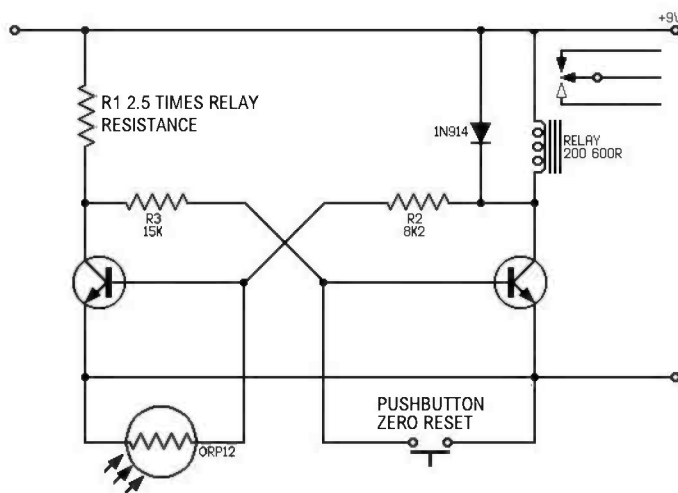 +9V
R1 2.5 TIMES RELAY
RESISTANCE
1N914
RELAY
200 600R
R3
15K
R2
8K2
PUSHBUTTON
ZERO RESET
ORP12